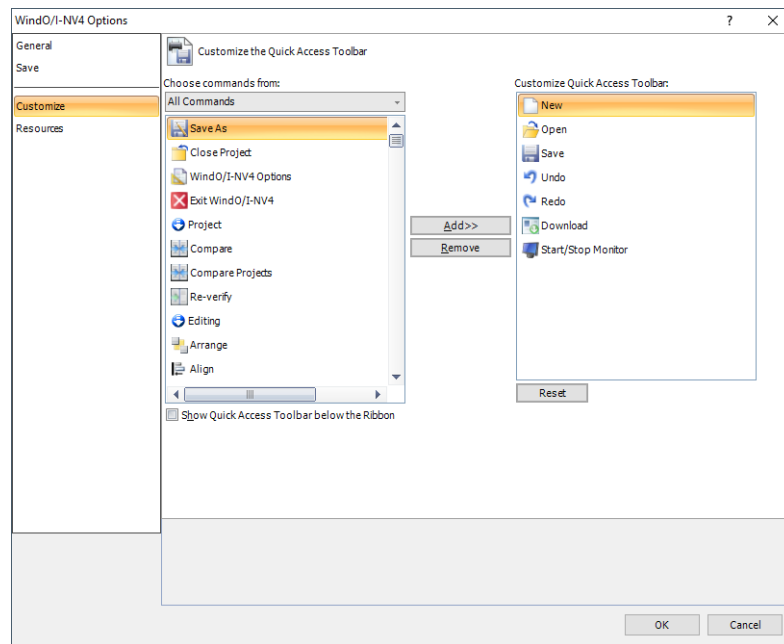 WindO/I-NV4 Options
?
General
Save
Customize
Resources
Customize the Quick Access Toolbar
Choose commands from:
All Commands
Save As
Close Project
WindO/I-NV4 Options
Exit WindO/I-NV4
Project
Compare
Compare Projects
Re-verify
Editing
Arrange
Align
Show Quick Access Toolbar below the Ribbon
Add>>
Remove
Customize Quick Access Toolbar:
New
Open
Save
Undo
Redo
Download
Start/Stop Monitor
Reset
OK
Cancel